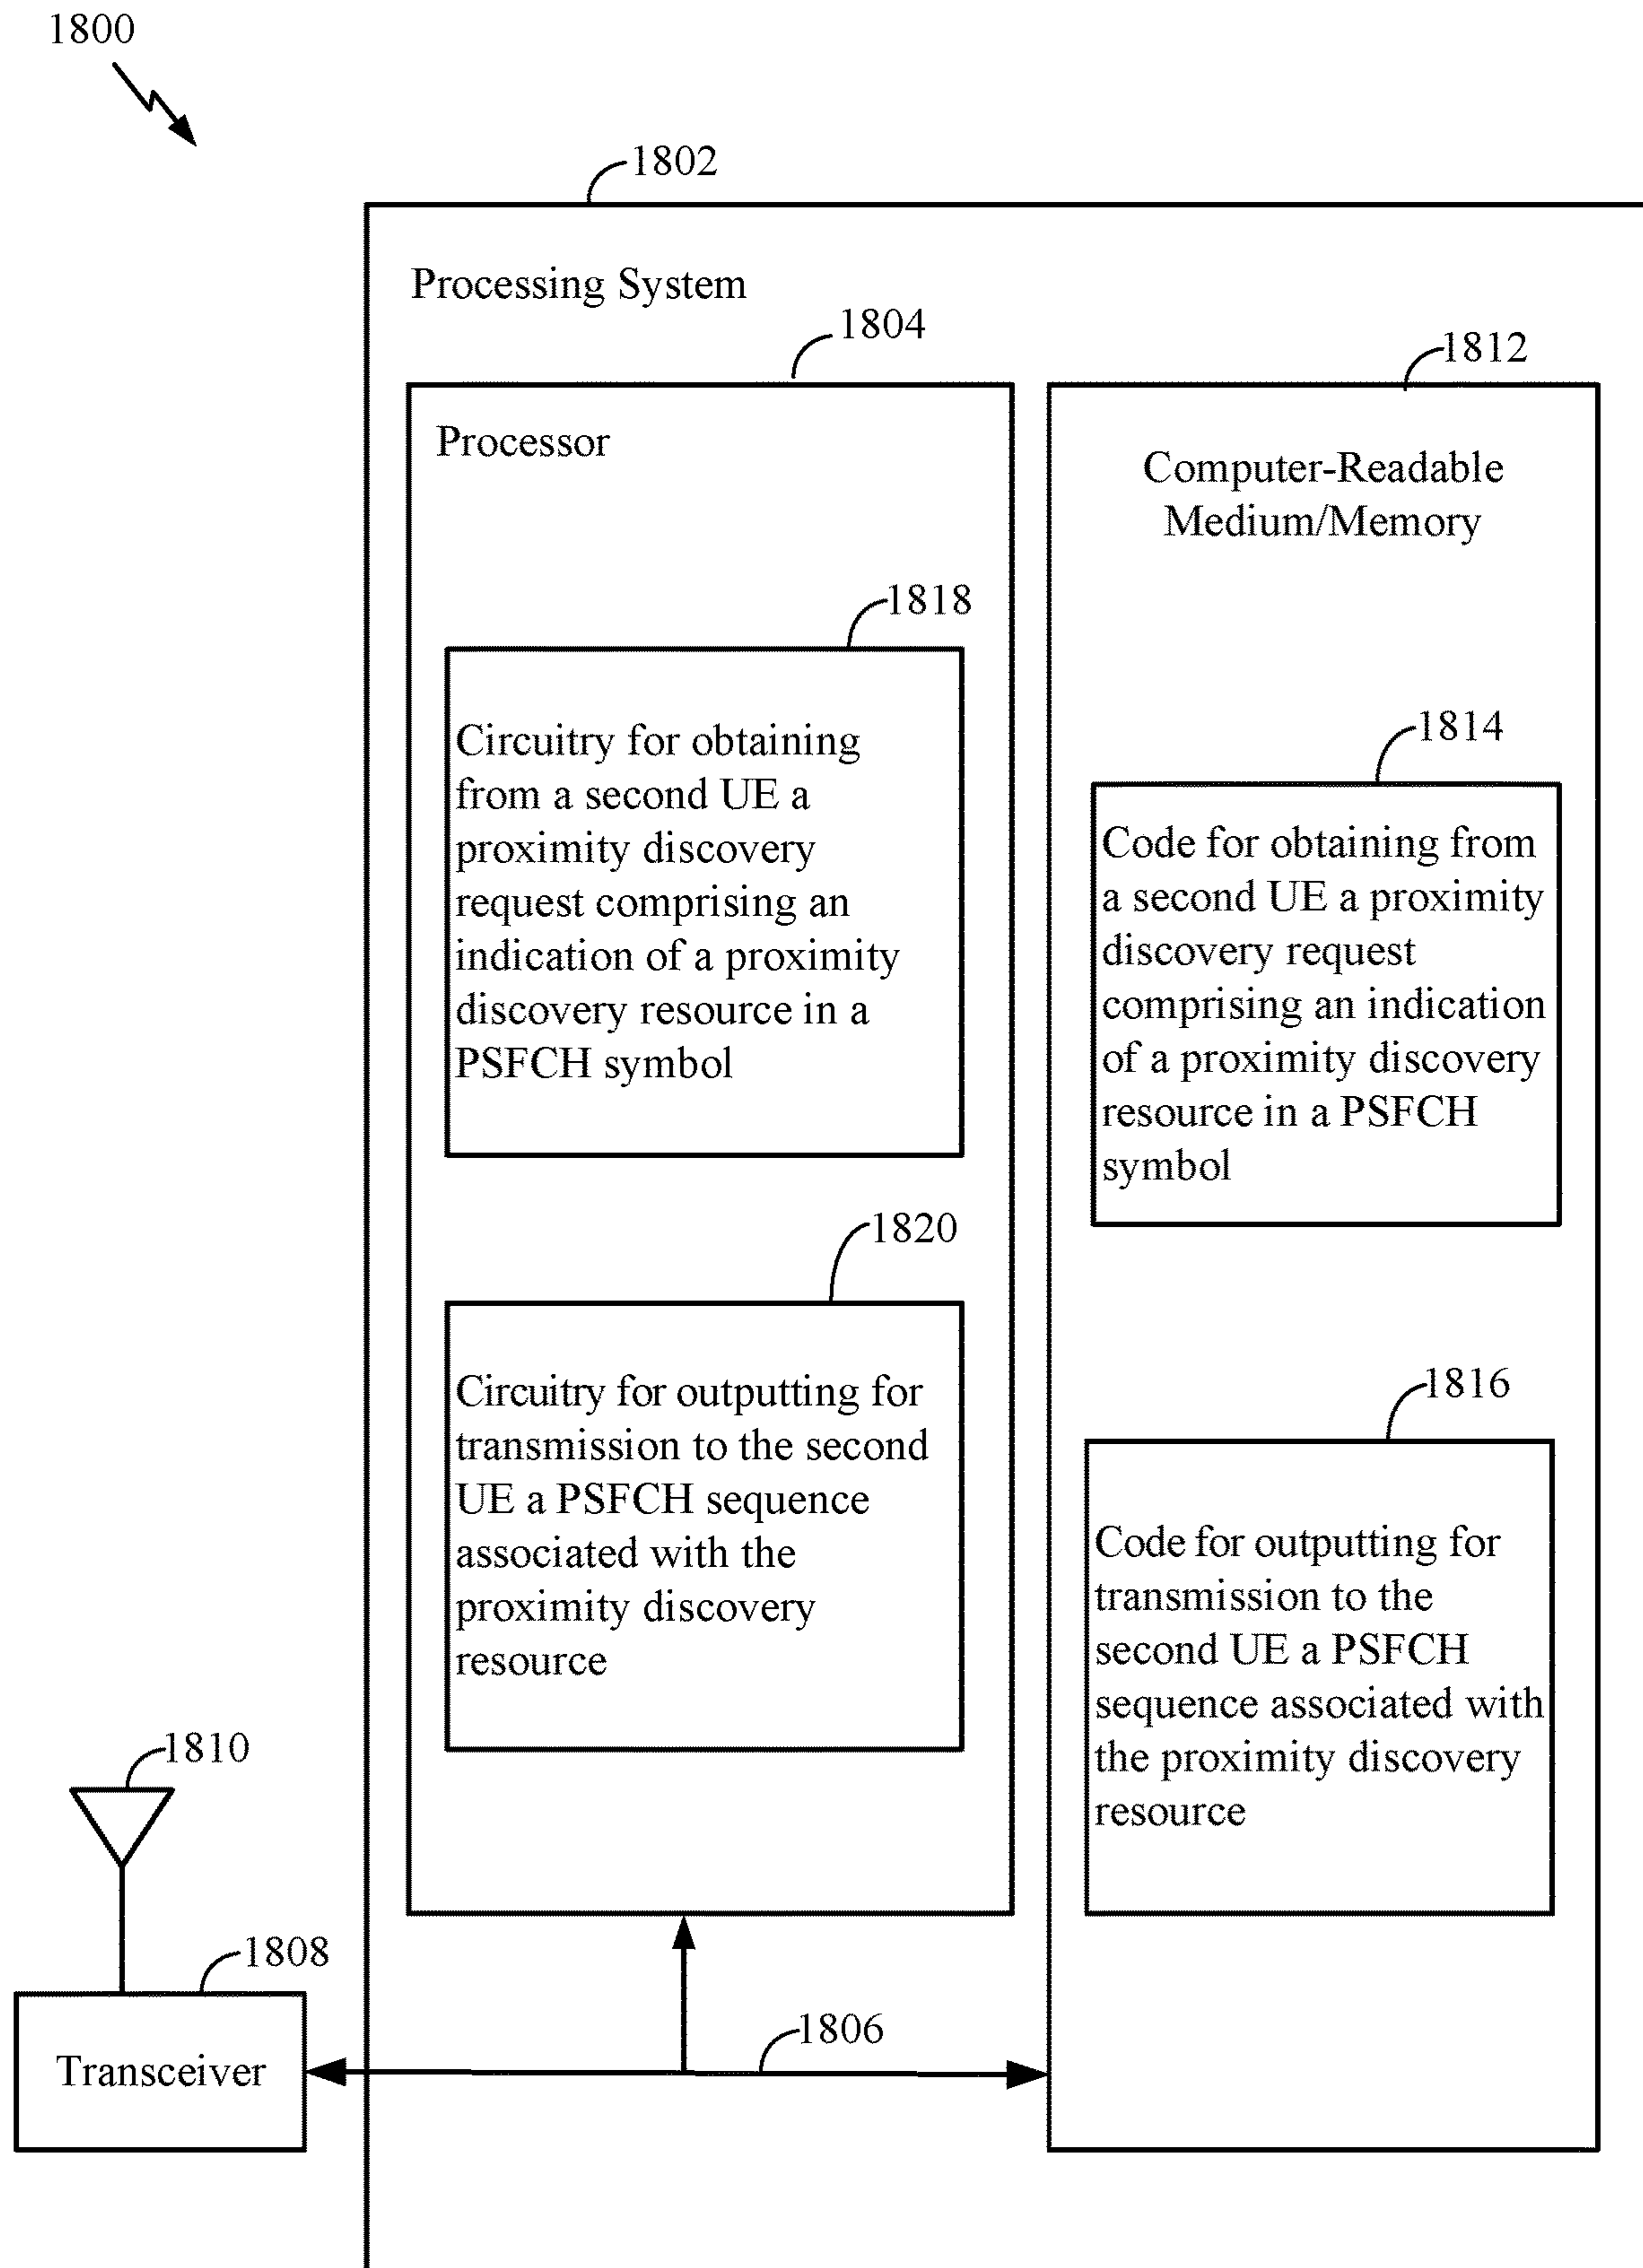 1800
1802
Processing System
1804
1812
Processor
Computer-Readable
Medium/Memory
1818
Circuitry for obtaining
from a second UE a
proximity discovery
request comprising an
indication of a proximity
discovery resource in a
PSFCH symbol
1814
Code for obtaining from
a second UE a proximity
discovery request
comprising an indication
of a proximity discovery
resource in a PSFCH
symbol
1820
Circuitry for outputting for
transmission to the second
UE a PSFCH sequence
associated with the
proximity discovery
resource
1816
Code for outputting for
transmission to the
second UE a PSFCH
sequence associated with
the proximity discovery
resource
1810
1808
Transceiver
1806